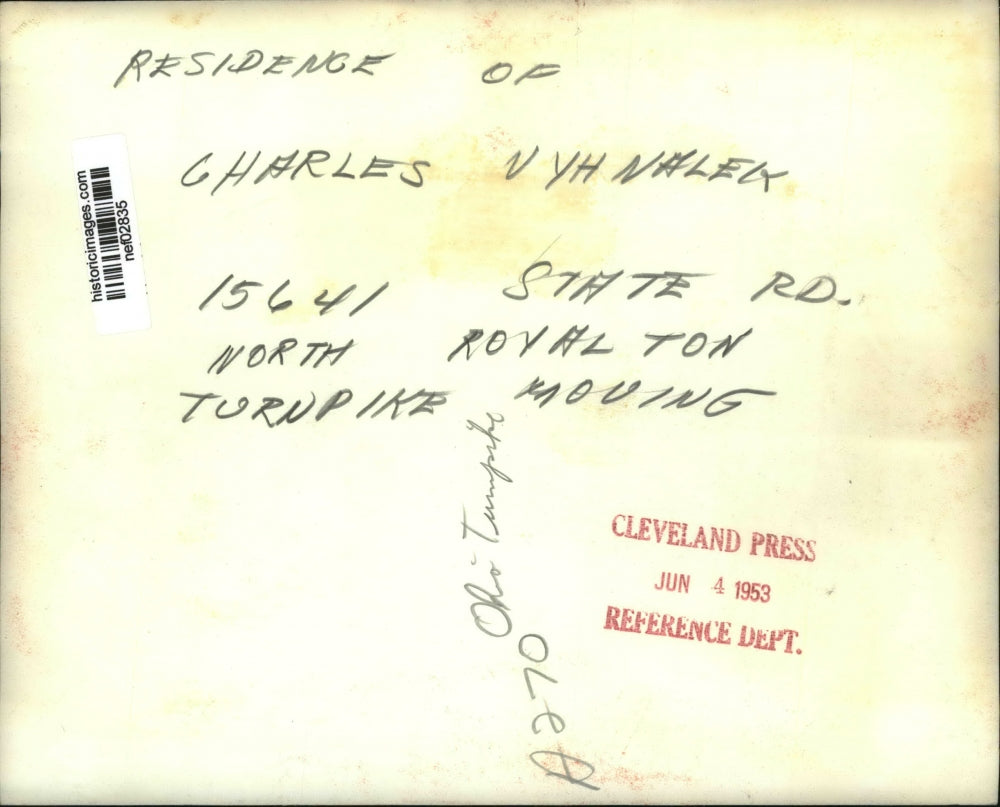 RESIDENCE OF
CHARLES VYHNALEK
15641 STATE RD.
NORTH ROYALTON
TURNPIKE MOVING
historicimages.com
nef02835
Ohio Turnpike
A270
CLEVELAND PRESS
JUN 4 1953
REFERENCE DEPT.